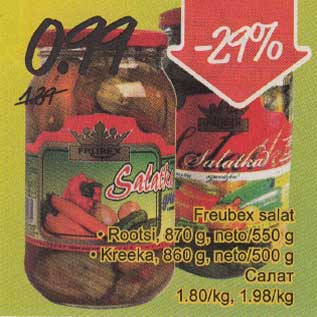 0.99
-29%
1.39
FREUBEX
Salatka
Salatka
Freubex salat
• Rootsi, 870 g, neto/550 g
• Kreeka, 860 g, neto/500 g
Салат
1.80/kg, 1.98/kg